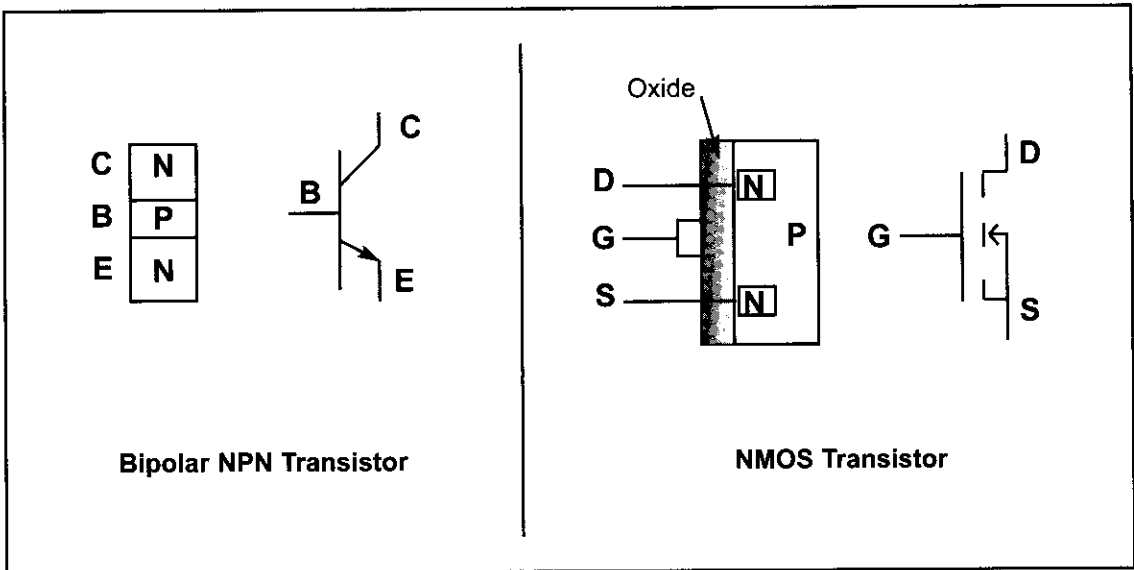 C N
B P
E N
B
C
E
Bipolar NPN Transistor
Oxide
D N
G P
S N
G
D
S
NMOS Transistor